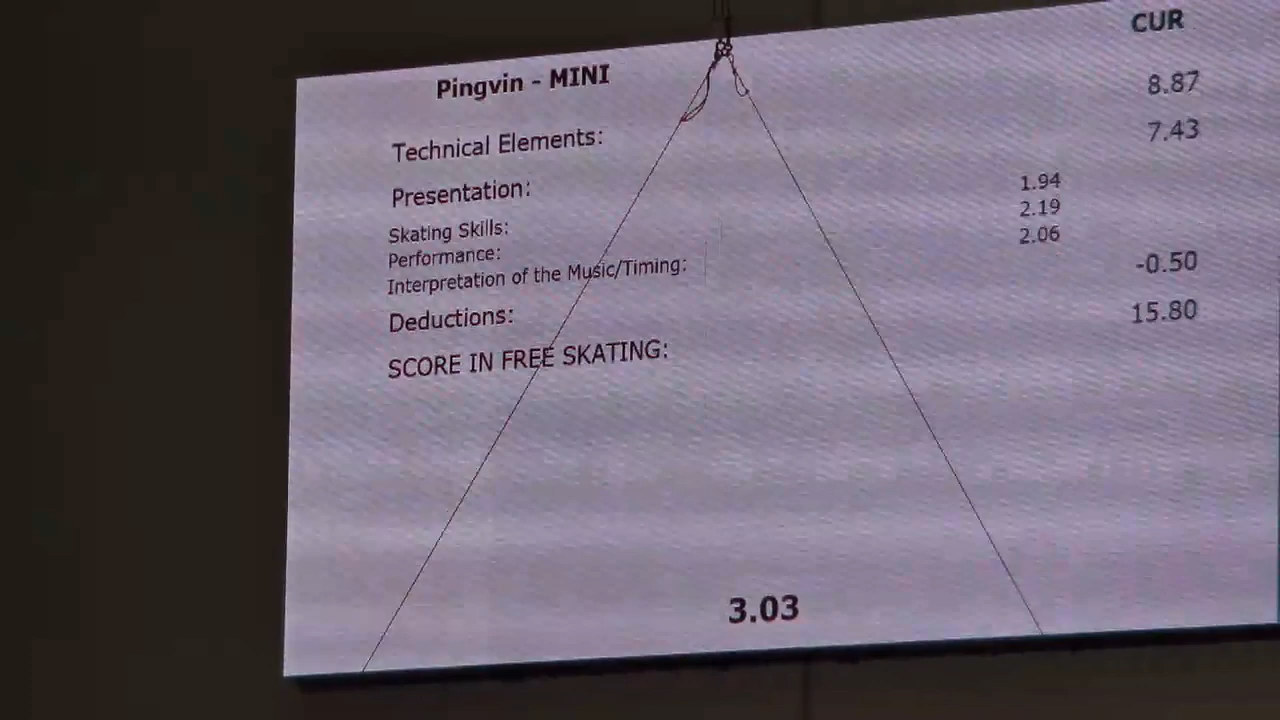 CUR
Pingvin - MINI
Technical Elements: 8.87
Presentation: 7.43
Skating Skills: 1.94
Performance: 2.19
Interpretation of the Music/Timing: 2.06
Deductions: -0.50
SCORE IN FREE SKATING: 15.80
3.03